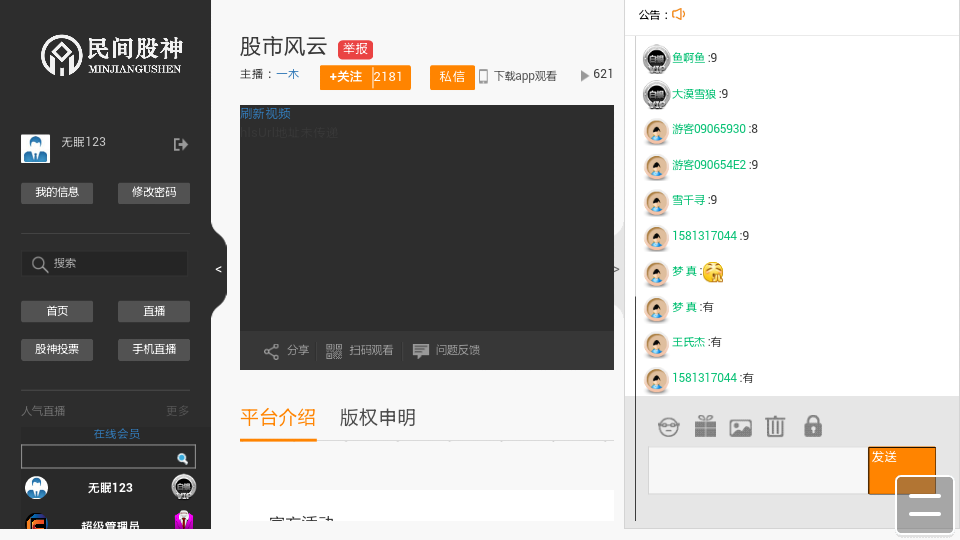 民间股神
MINJIANGUSHEN
无眠123
我的信息
修改密码
搜索
首页
直播
股神投票
手机直播
人气直播
更多
在线会员
无眠123
超级管理员
<
股市风云
举报
主播：一木
+关注
2181
私信
下载app观看
621
刷新视频
分享
扫码观看
问题反馈
平台介绍
版权申明
官方活动
>
公告：
鱼啊鱼 :9
大漠雪狼 :9
游客09065930 :8
游客090654E2 :9
雪千寻 :9
1581317044 :9
梦 真 :
梦 真 :有
王氏杰 :有
1581317044 :有
发送